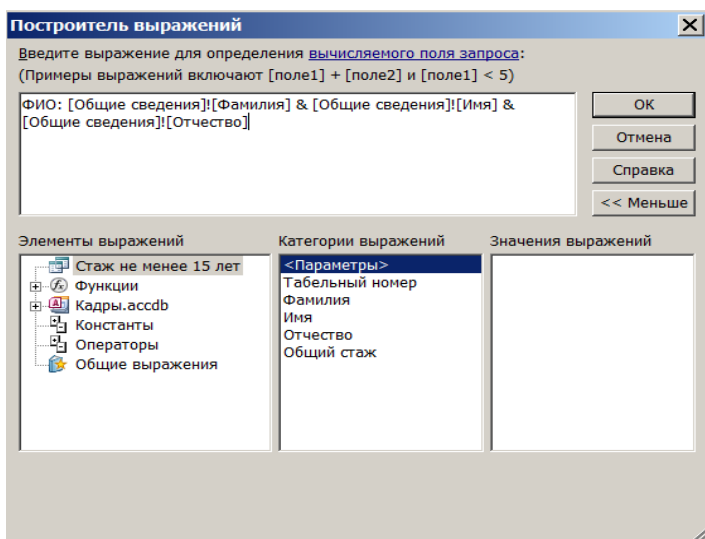 Построитель выражений
Введите выражение для определения вычисляемого поля запроса:
(Примеры выражений включают [поле1] + [поле2] и [поле1] < 5)
ФИО: [Общие сведения]![Фамилия] & [Общие сведения]![Имя] &
[Общие сведения]![Отчество]
ОК
Отмена
Справка
<< Меньше
Элементы выражений
Категории выражений
Значения выражений
Стаж не менее 15 лет
Функции
Кадры.accdb
Константы
Операторы
Общие выражения
<Параметры>
Табельный номер
Фамилия
Имя
Отчество
Общий стаж